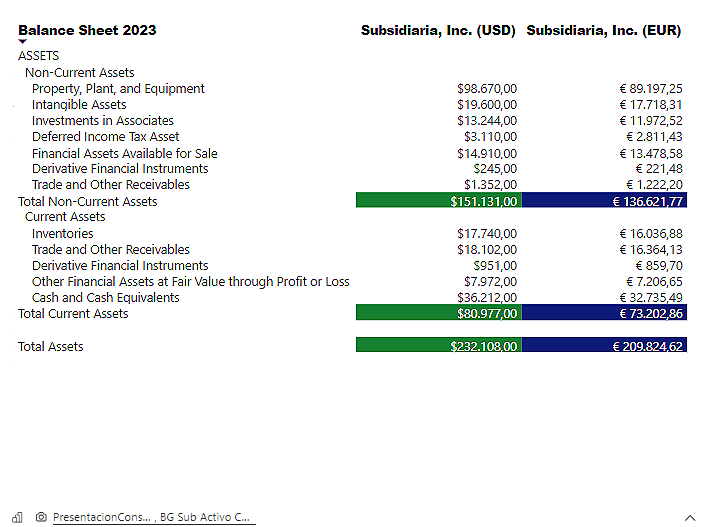 Balance Sheet 2023 Subsidiaria, Inc. (USD) Subsidiaria, Inc. (EUR)
ASSETS
Non-Current Assets
Property, Plant, and Equipment $98.670,00 € 89.197,25
Intangible Assets $19.600,00 € 17.718,31
Investments in Associates $13.244,00 € 11.972,52
Deferred Income Tax Asset $3.110,00 € 2.811,43
Financial Assets Available for Sale $14.910,00 € 13.478,58
Derivative Financial Instruments $245,00 € 221,48
Trade and Other Receivables $1.352,00 € 1.222,20
Total Non-Current Assets $151.131,00 € 136.621,77
Current Assets
Inventories $17.740,00 € 16.036,88
Trade and Other Receivables $18.102,00 € 16.364,13
Derivative Financial Instruments $951,00 € 859,70
Other Financial Assets at Fair Value through Profit or Loss $7.972,00 € 7.206,65
Cash and Cash Equivalents $36.212,00 € 32.735,49
Total Current Assets $80.977,00 € 73.202,86
Total Assets $232.108,00 € 209.824,62
PresentacionCons... , BG Sub Activo C...